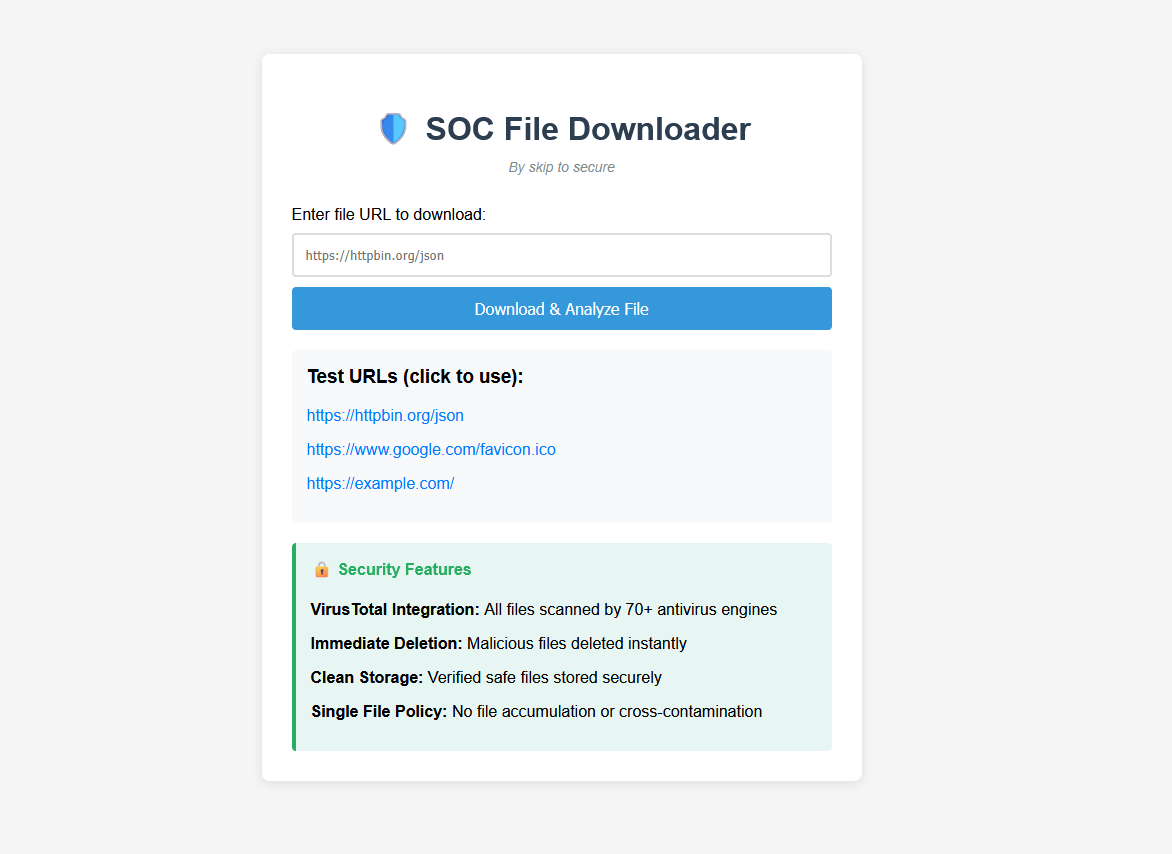 SOC File Downloader
By skip to secure
Enter file URL to download:
https://httpbin.org/json
Download & Analyze File
Test URLs (click to use):
https://httpbin.org/json
https://www.google.com/favicon.ico
https://example.com/
Security Features
VirusTotal Integration: All files scanned by 70+ antivirus engines
Immediate Deletion: Malicious files deleted instantly
Clean Storage: Verified safe files stored securely
Single File Policy: No file accumulation or cross-contamination